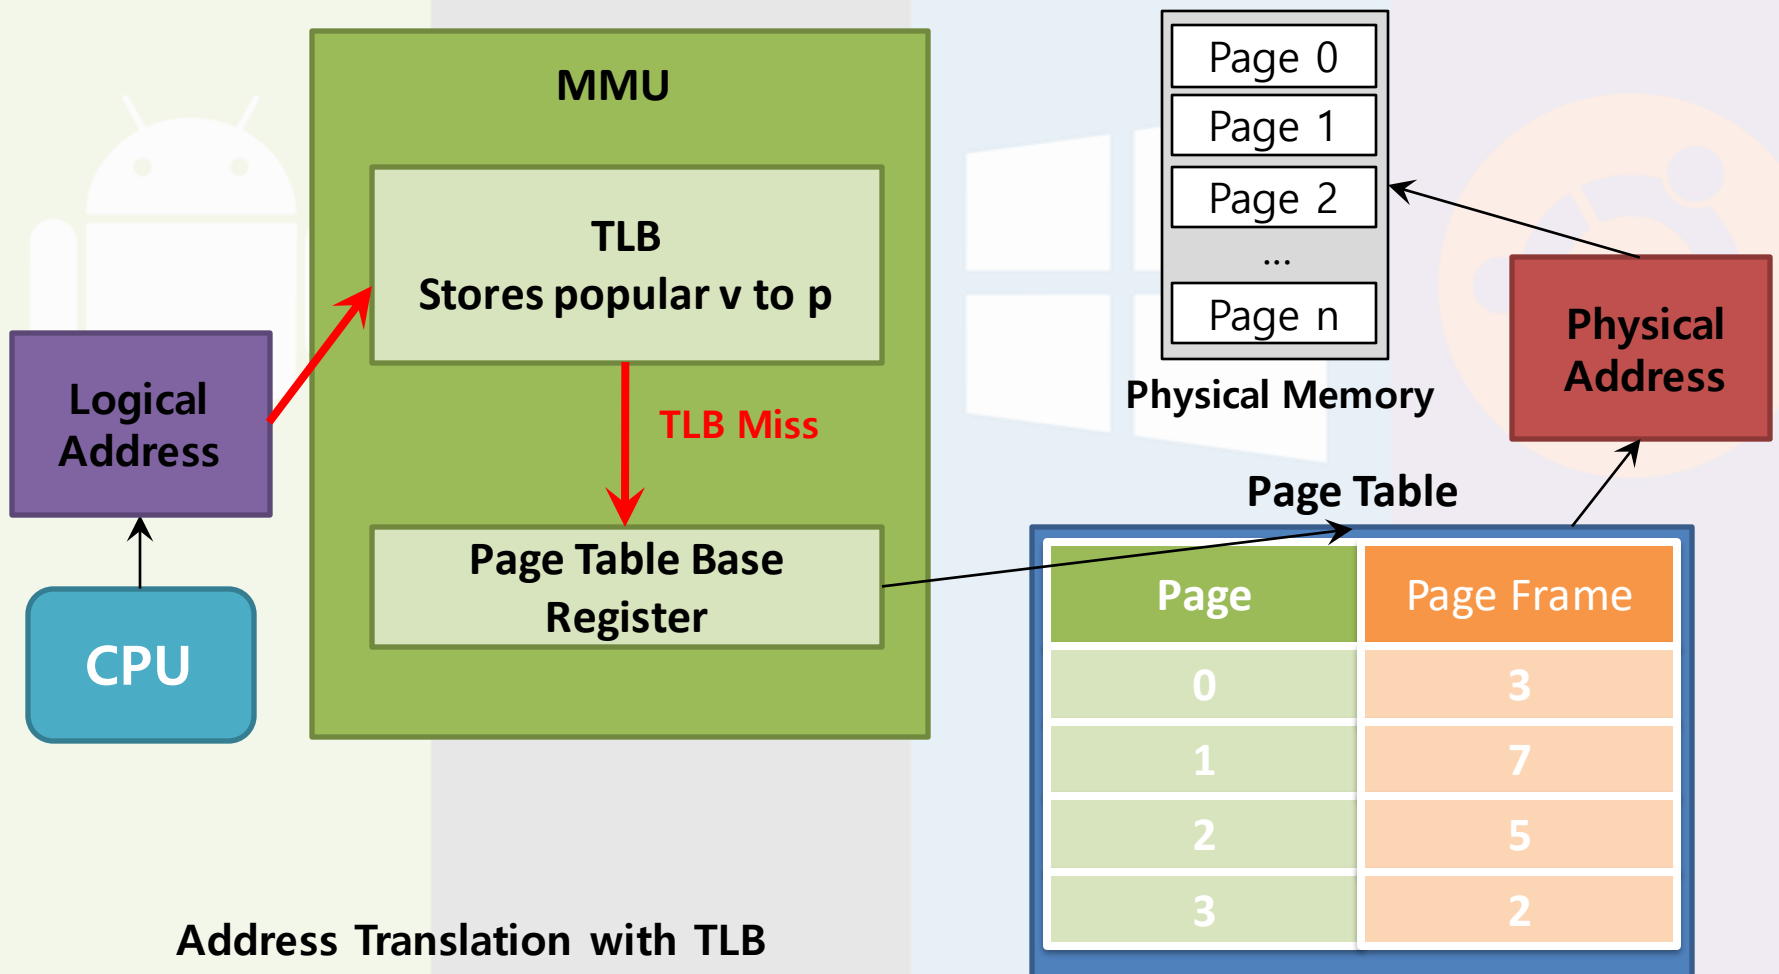 MMU
TLB
Stores popular v to p
TLB Miss
Page Table Base
Register
Logical
Address
CPU
Page 0
Page 1
Page 2
...
Page n
Physical Memory
Physical
Address
Page Table
Page Page Frame
0 3
1 7
2 5
3 2
Address Translation with TLB